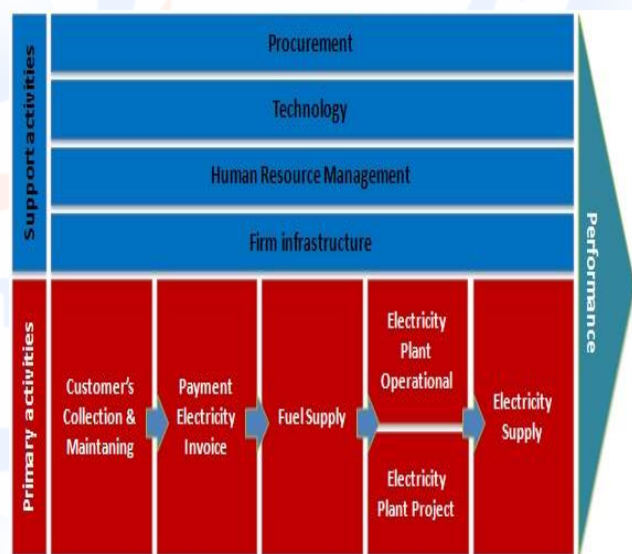 Support activities
Procurement
Technology
Human Resource Management
Firm infrastructure
Performance
Primary activities
Customer's
Collection &
Maintaning
Payment
Electricity
Invoice
Fuel Supply
Electricity
Plant
Operational
Electricity
Plant Project
Electricity
Supply